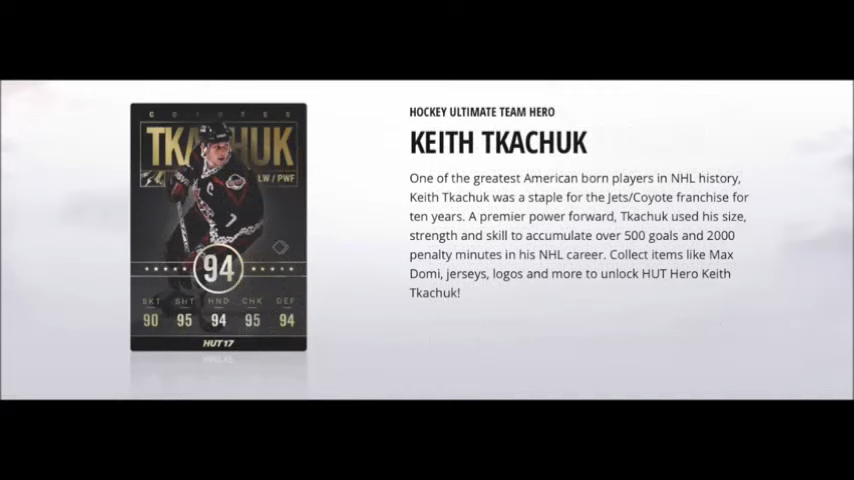 COYOTES
TKACHUK
LW / PWF
C
7
94
SKT SHT HND CHK DEF
90 95 94 95 94
HUT 17
HOCKEY ULTIMATE TEAM HERO
KEITH TKACHUK
One of the greatest American born players in NHL history,
Keith Tkachuk was a staple for the Jets/Coyote franchise for
ten years. A premier power forward, Tkachuk used his size,
strength and skill to accumulate over 500 goals and 2000
penalty minutes in his NHL career. Collect items like Max
Domi, jerseys, logos and more to unlock HUT Hero Keith
Tkachuk!